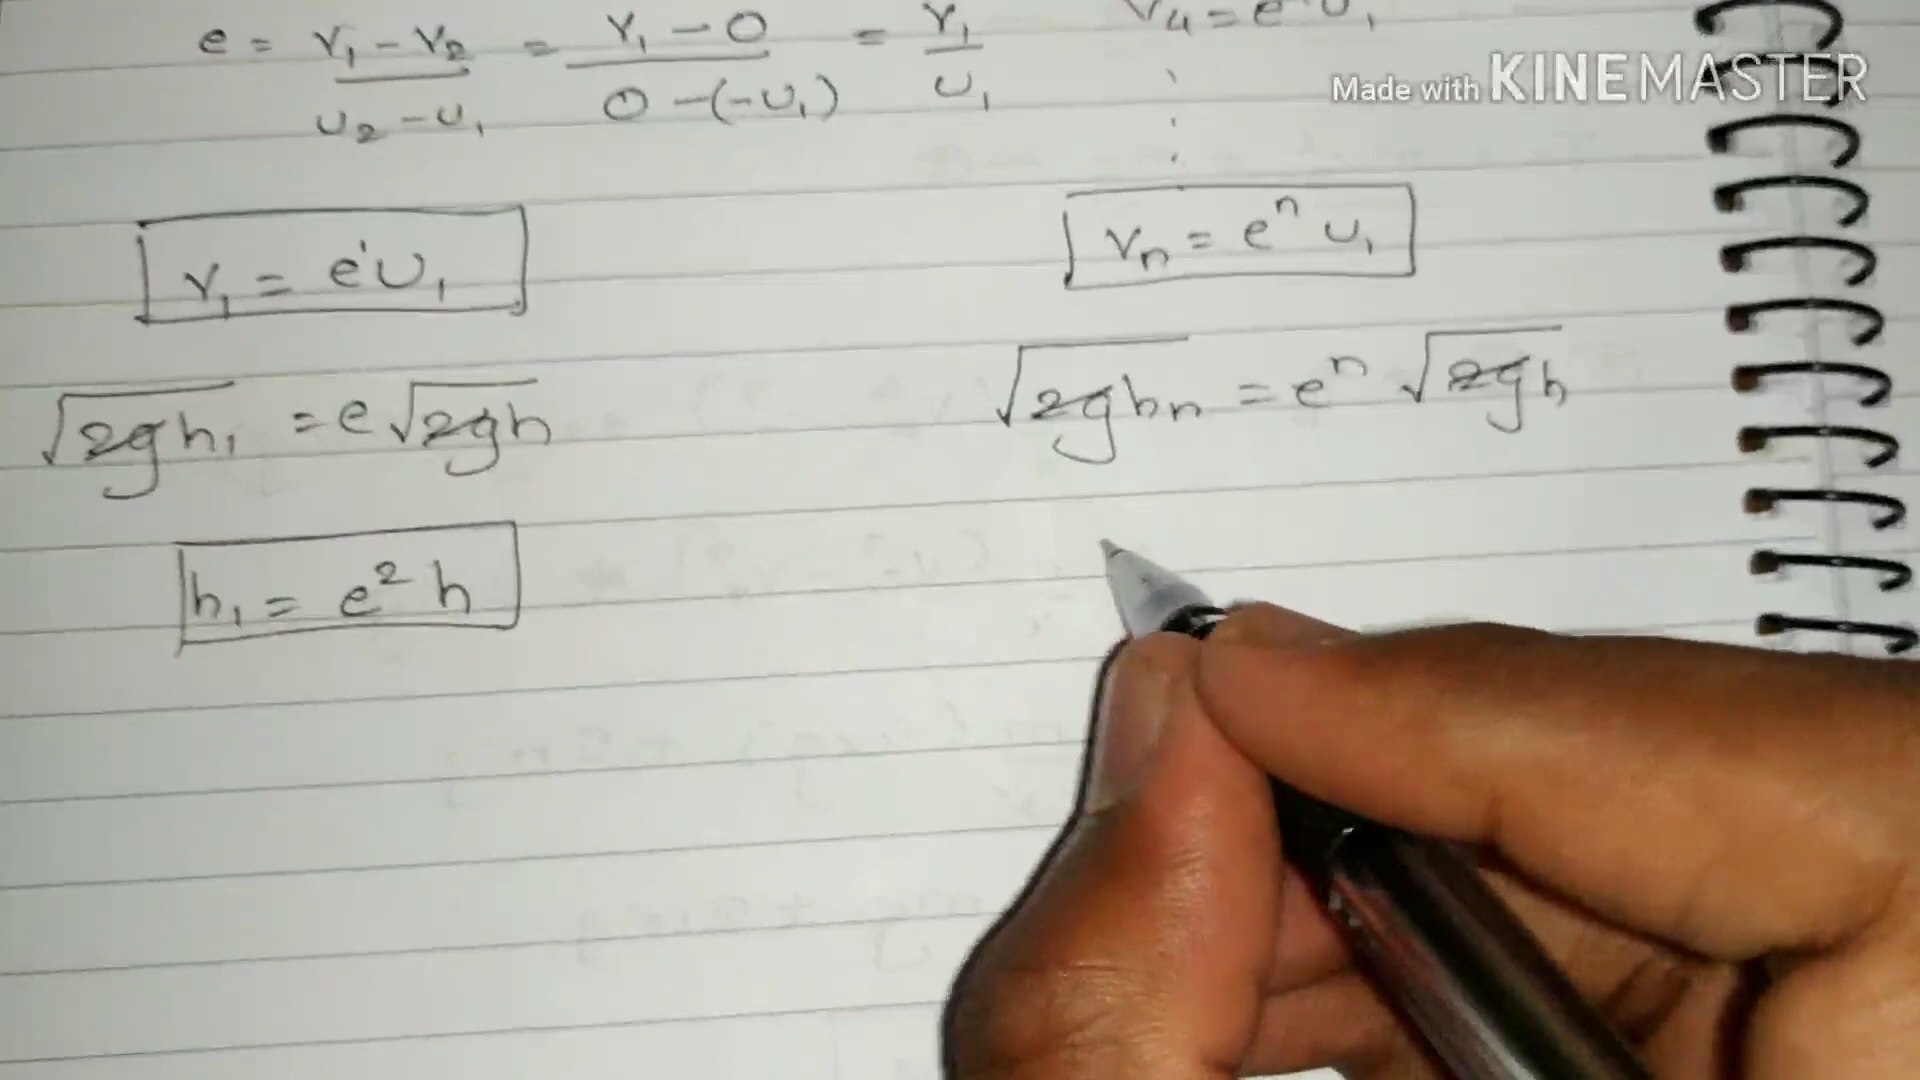 e = v₁ - v₂ / u₂ - u₁ = v₁ - 0 / 0 - (-u₁) = v₁ / u₁
Made with KINEMASTER
v₁ = e¹u₁
vₙ = eⁿ u₁
√2gh₁ = e√2gh
√2ghₙ = eⁿ √2gh
h₁ = e² h